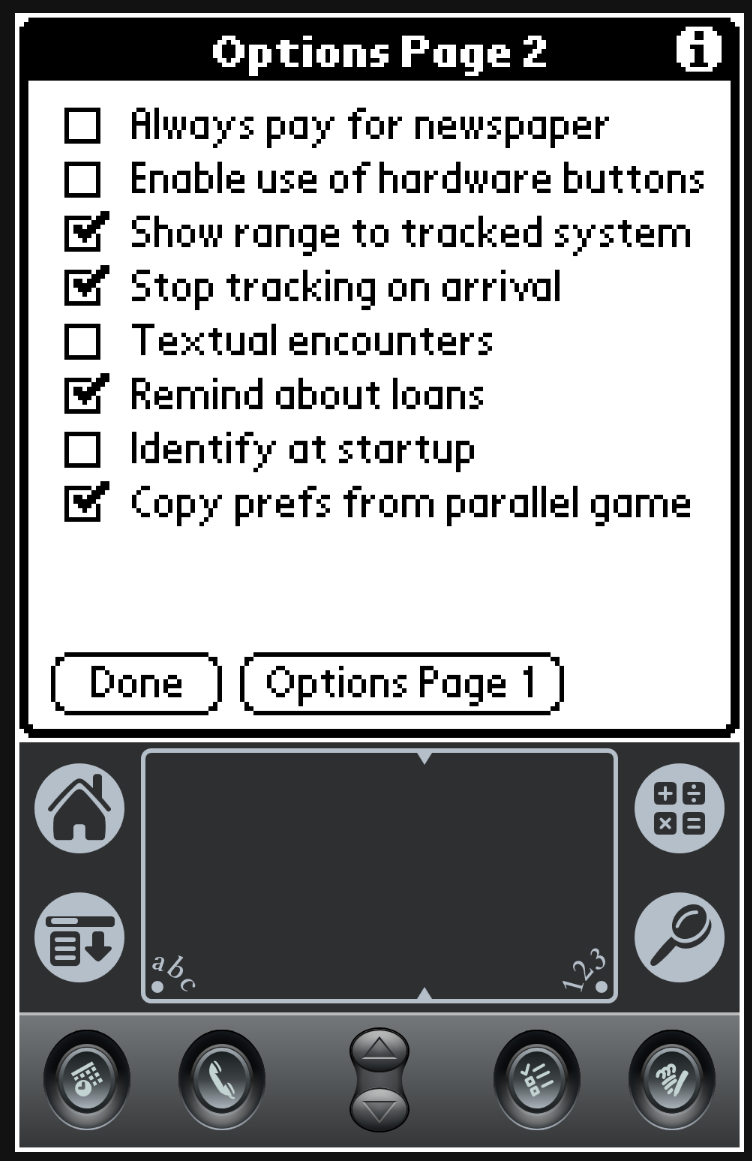 Options Page 2
i
Always pay for newspaper
Enable use of hardware buttons
Show range to tracked system
Stop tracking on arrival
Textual encounters
Remind about loans
Identify at startup
Copy prefs from parallel game
Done
Options Page 1
+ ÷
× =
abc
123